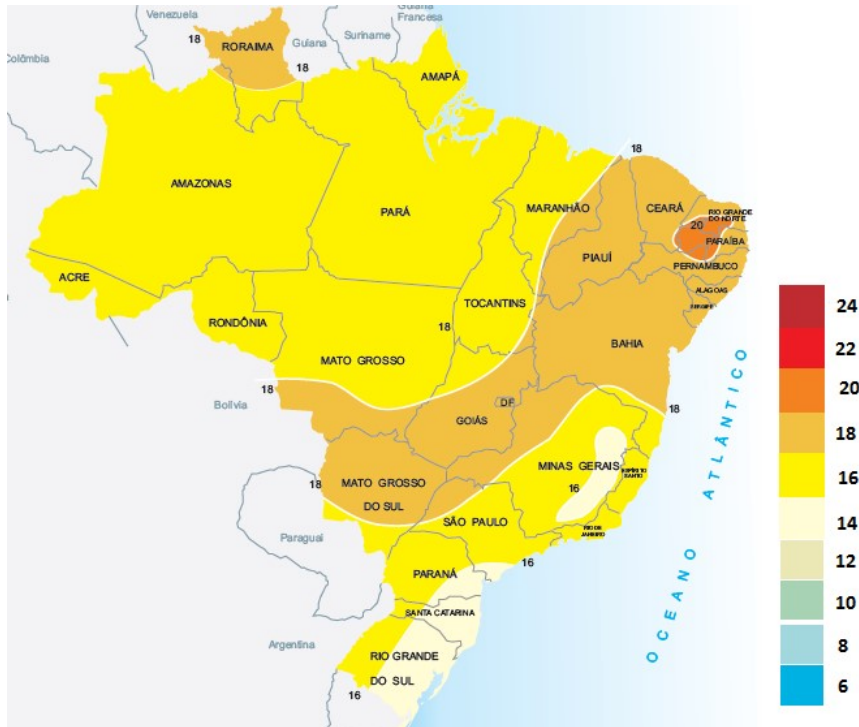 Venezuela
Guiana
Francesa
Suriname
Guiana
18
RORAIMA
18
Colômbia
AMAPÁ
18
AMAZONAS
MARANHÃO
CEARÁ
RIO GRANDE
DO NORTE
PARÁ
20
PARAÍBA
PIAUÍ
PERNAMBUCO
ACRE
ALAGOAS
SERGIPE
TOCANTINS
RONDÔNIA
18
BAHIA
MATO GROSSO
18
Bolívia
DF
18
GOIÁS
MINAS GERAIS
ESPÍRITO
SANTO
18
MATO GROSSO
DO SUL
16
SÃO PAULO
RIO DE
JANEIRO
Paraguai
16
PARANÁ
SANTA CATARINA
Argentina
RIO GRANDE
DO SUL
16
OCEANO ATLÂNTICO
24
22
20
18
16
14
12
10
8
6